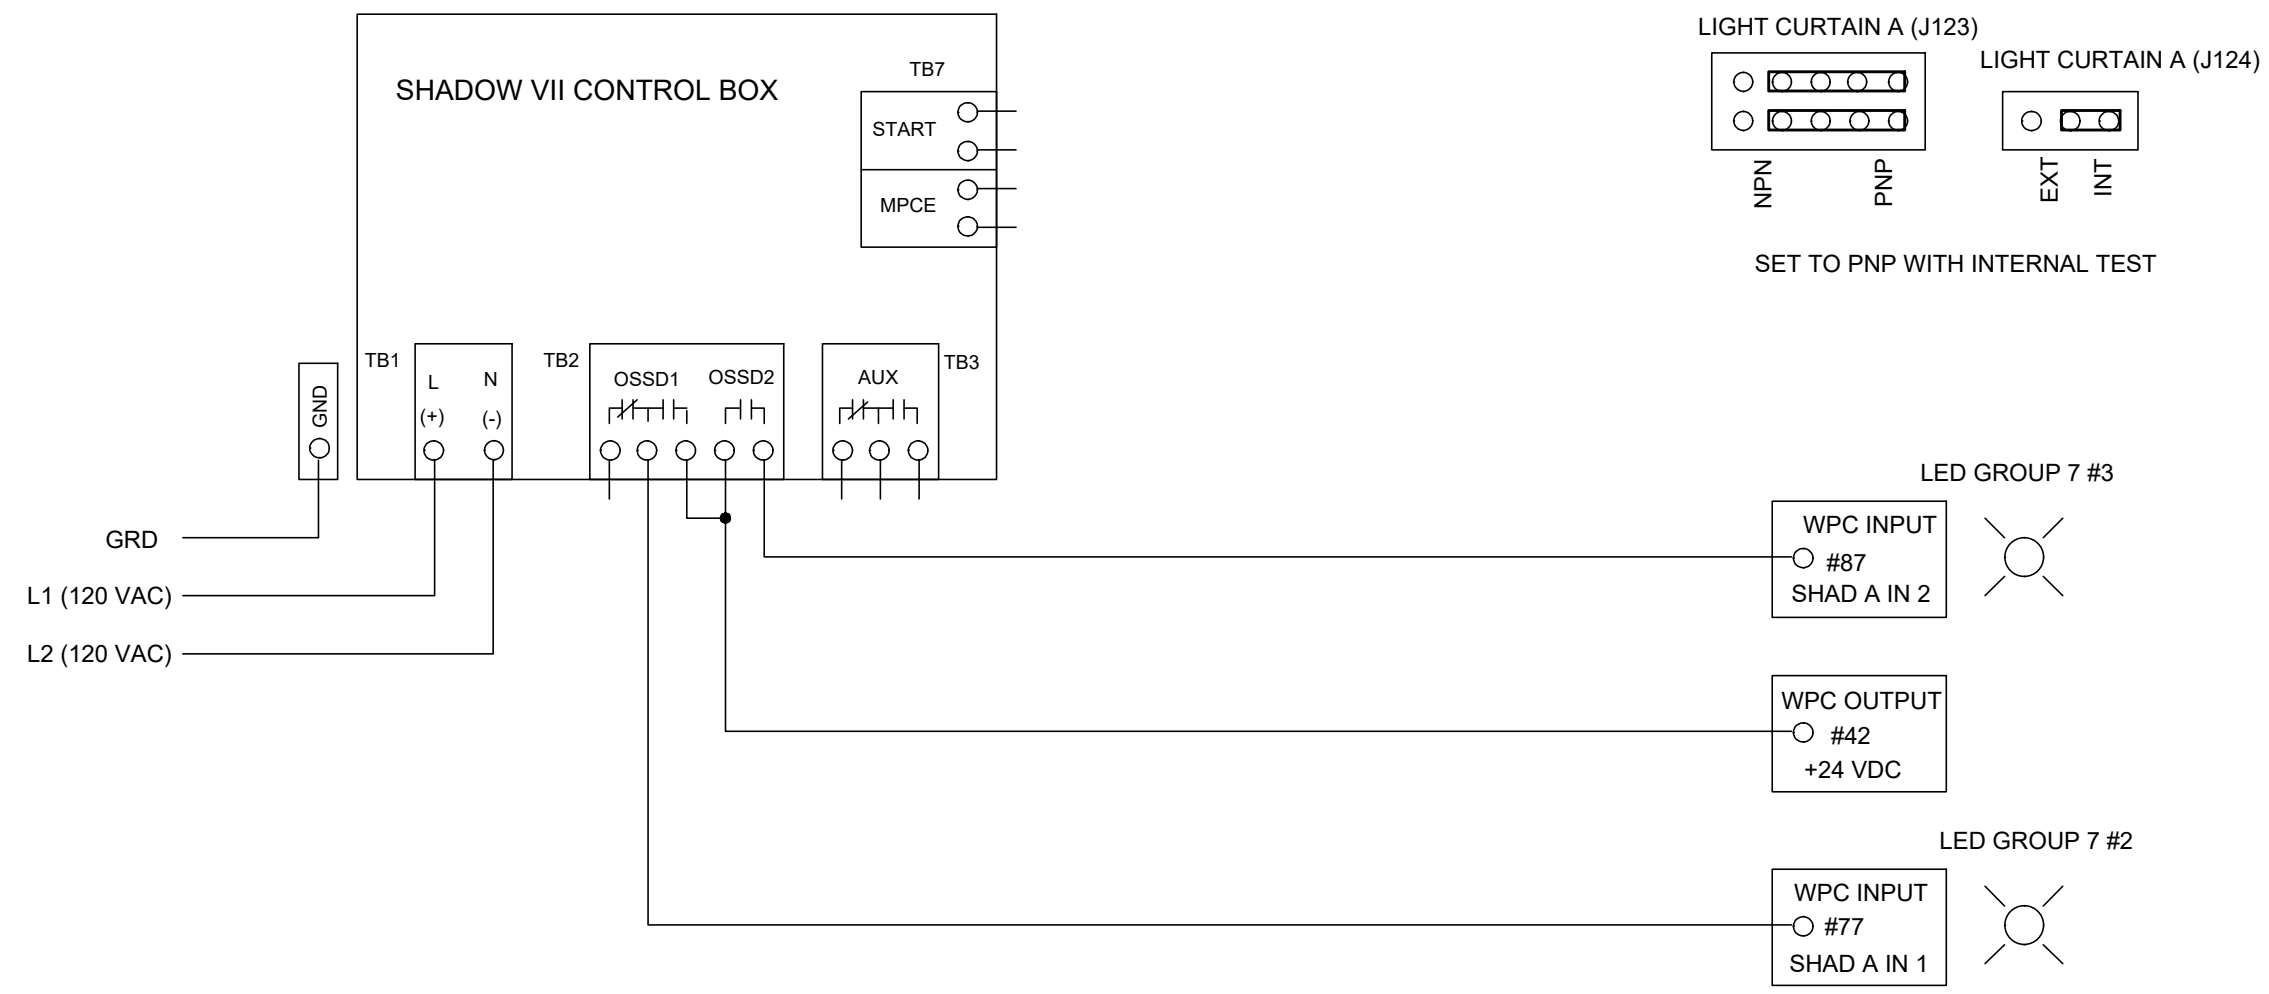 LIGHT CURTAIN A (J123)
LIGHT CURTAIN A (J124)
NPN
PNP
EXT
INT
SET TO PNP WITH INTERNAL TEST
SHADOW VII CONTROL BOX
TB7
START
MPCE
TB1
L
N
(+)
(-)
TB2
OSSD1
OSSD2
AUX
TB3
GND
GRD
L1 (120 VAC)
L2 (120 VAC)
LED GROUP 7 #3
WPC INPUT
#87
SHAD A IN 2
WPC OUTPUT
#42
+24 VDC
LED GROUP 7 #2
WPC INPUT
#77
SHAD A IN 1